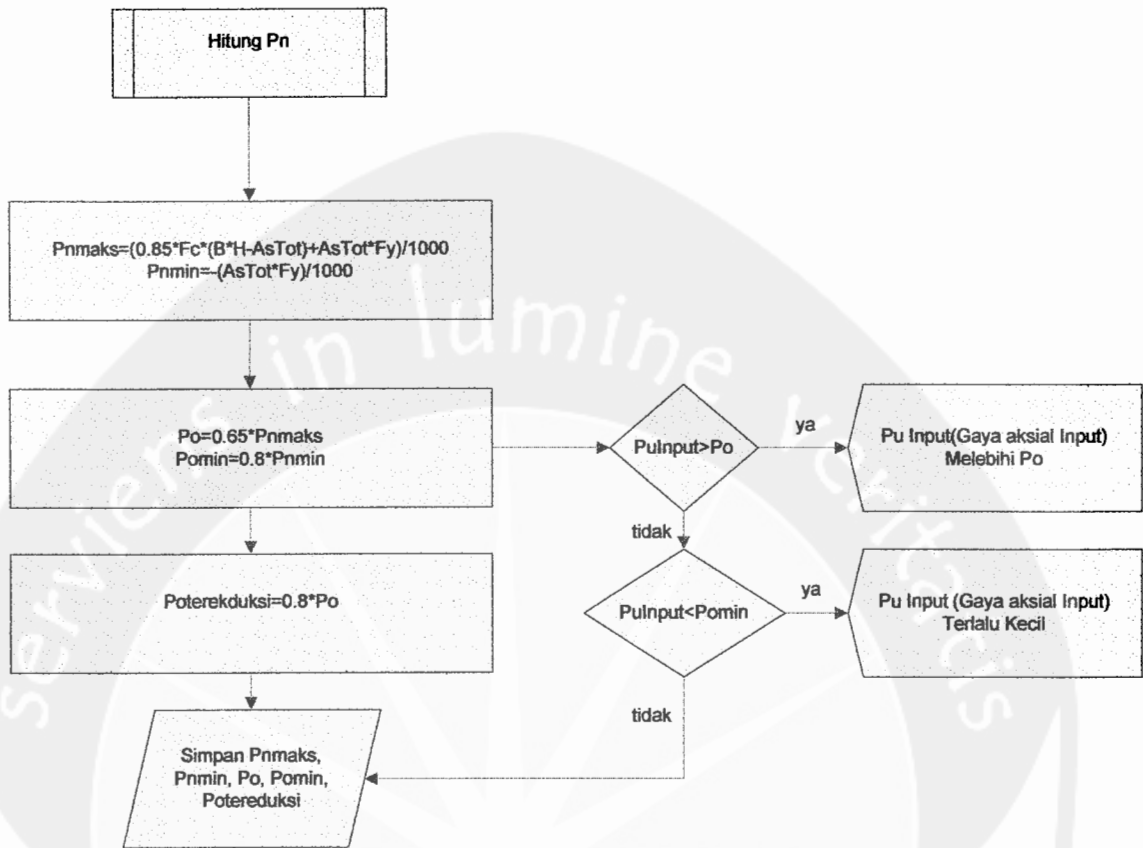 Hitung Pn
Pnmaks=(0.85*Fc*(B*H-AsTot)+AsTot*Fy)/1000
Pnmin=-(AsTot*Fy)/1000
Po=0.65*Pnmaks
Pomin=0.8*Pnmin
PuInput>Po
ya
Pu Input(Gaya aksial Input)
Melebihi Po
tidak
Poterekduksi=0.8*Po
PuInput<Pomin
ya
Pu Input (Gaya aksial Input)
Terlalu Kecil
tidak
Simpan Pnmaks,
Pnmin, Po, Pomin,
Potereduksi
serviens in lumine veritatis